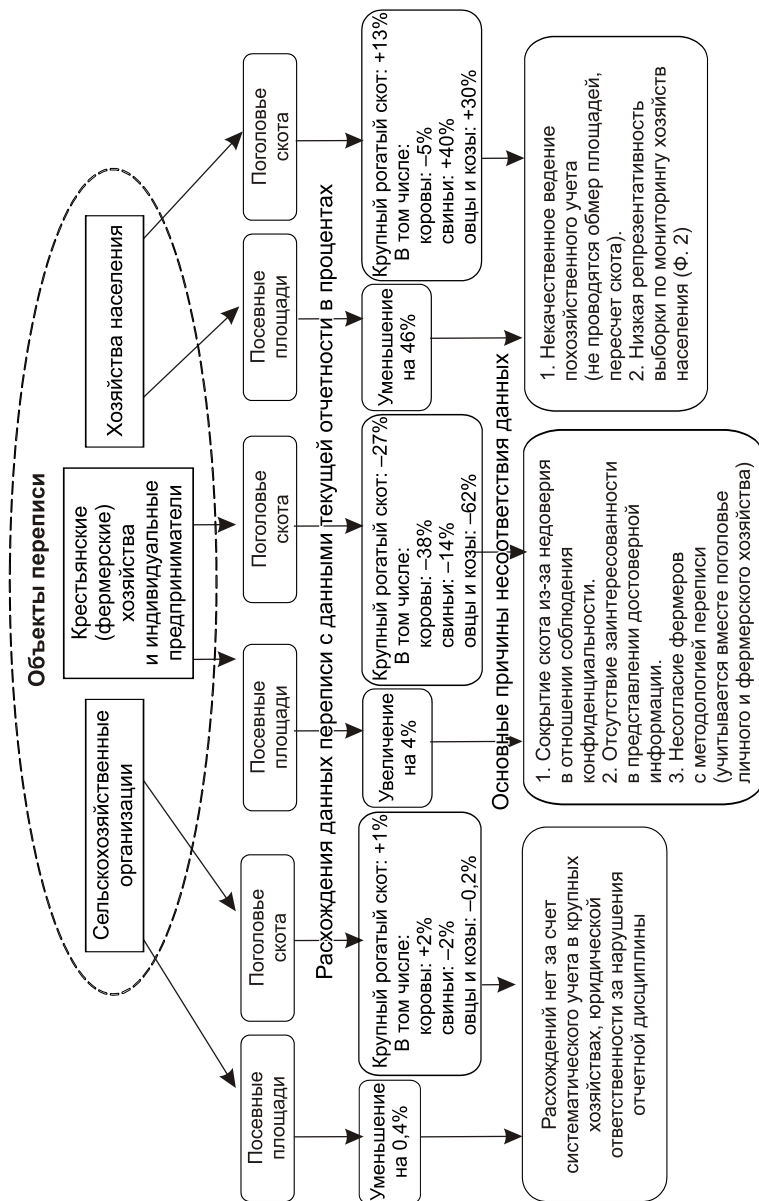 Объекты переписи
Сельскохозяйственные
организации
Крестьянские
(фермерские)
хозяйства
и индивидуальные
предприниматели
Хозяйства населения
Посевные
площади
Поголовье
скота
Посевные
площади
Поголовье
скота
Посевные
площади
Поголовье
скота
Расхождения данных переписи с данными текущей отчетности в процентах
Уменьшение
на 0,4%
Крупный рогатый скот: +1%
В том числе:
коровы: +2%
свиньи: –2%
овцы и козы: –0,2%
Увеличение
на 4%
Крупный рогатый скот: –27%
В том числе:
коровы: –38%
свиньи: –14%
овцы и козы: –62%
Уменьшение
на 46%
Крупный рогатый скот: +13%
В том числе:
коровы: –5%
свиньи: +40%
овцы и козы: +30%
Основные причины несоответствия данных
Расхождений нет за счет
систематического учета в крупных
хозяйствах, юридической
ответственности за нарушения
отчетной дисциплины
1. Сокрытие скота из-за недоверия
в отношении соблюдения
конфиденциальности.
2. Отсутствие заинтересованности
в представлении достоверной
информации.
3. Несогласие фермеров
с методологией переписи
(учитывается вместе поголовье
личного и фермерского хозяйства)
1. Некачественное ведение
похозяйственного учета
(не проводятся обмер площадей,
пересчет скота).
2. Низкая репрезентативность
выборки по мониторингу хозяйств
населения (Ф. 2)